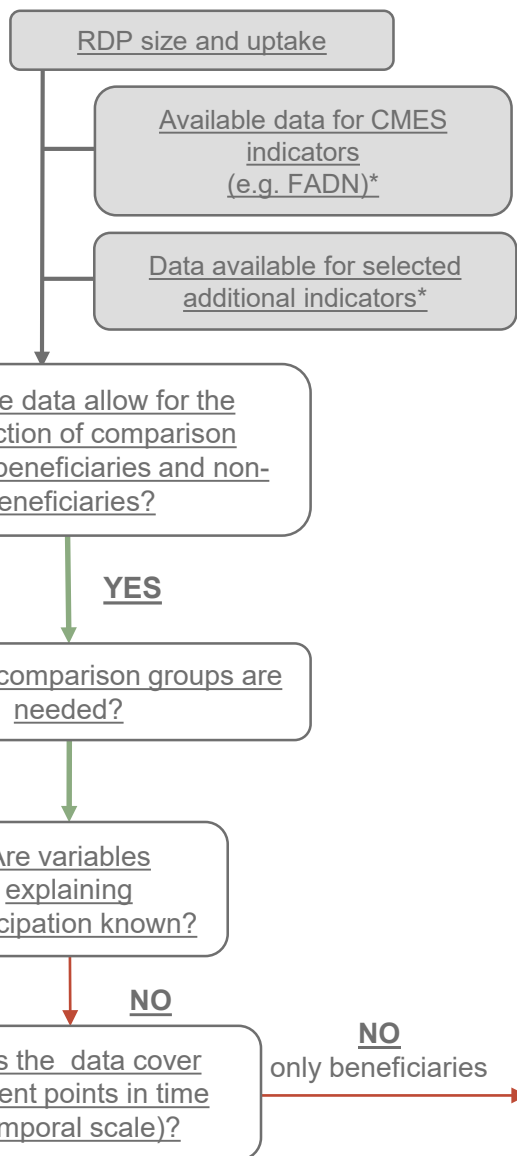 RDP size and uptake
Available data for CMES
indicators
(e.g. FADN)*
Data available for selected
additional indicators*
e data allow for the
ction of comparison
beneficiaries and non-
eneficiaries?
YES
comparison groups are
needed?
Are variables
explaining
cipation known?
NO
s the data cover
ent points in time
mporal scale)?
NO
only beneficiaries